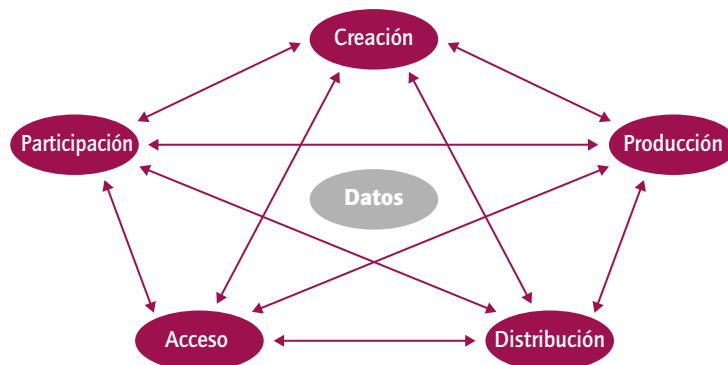 Creación
Participación
Producción
Datos
Acceso
Distribución